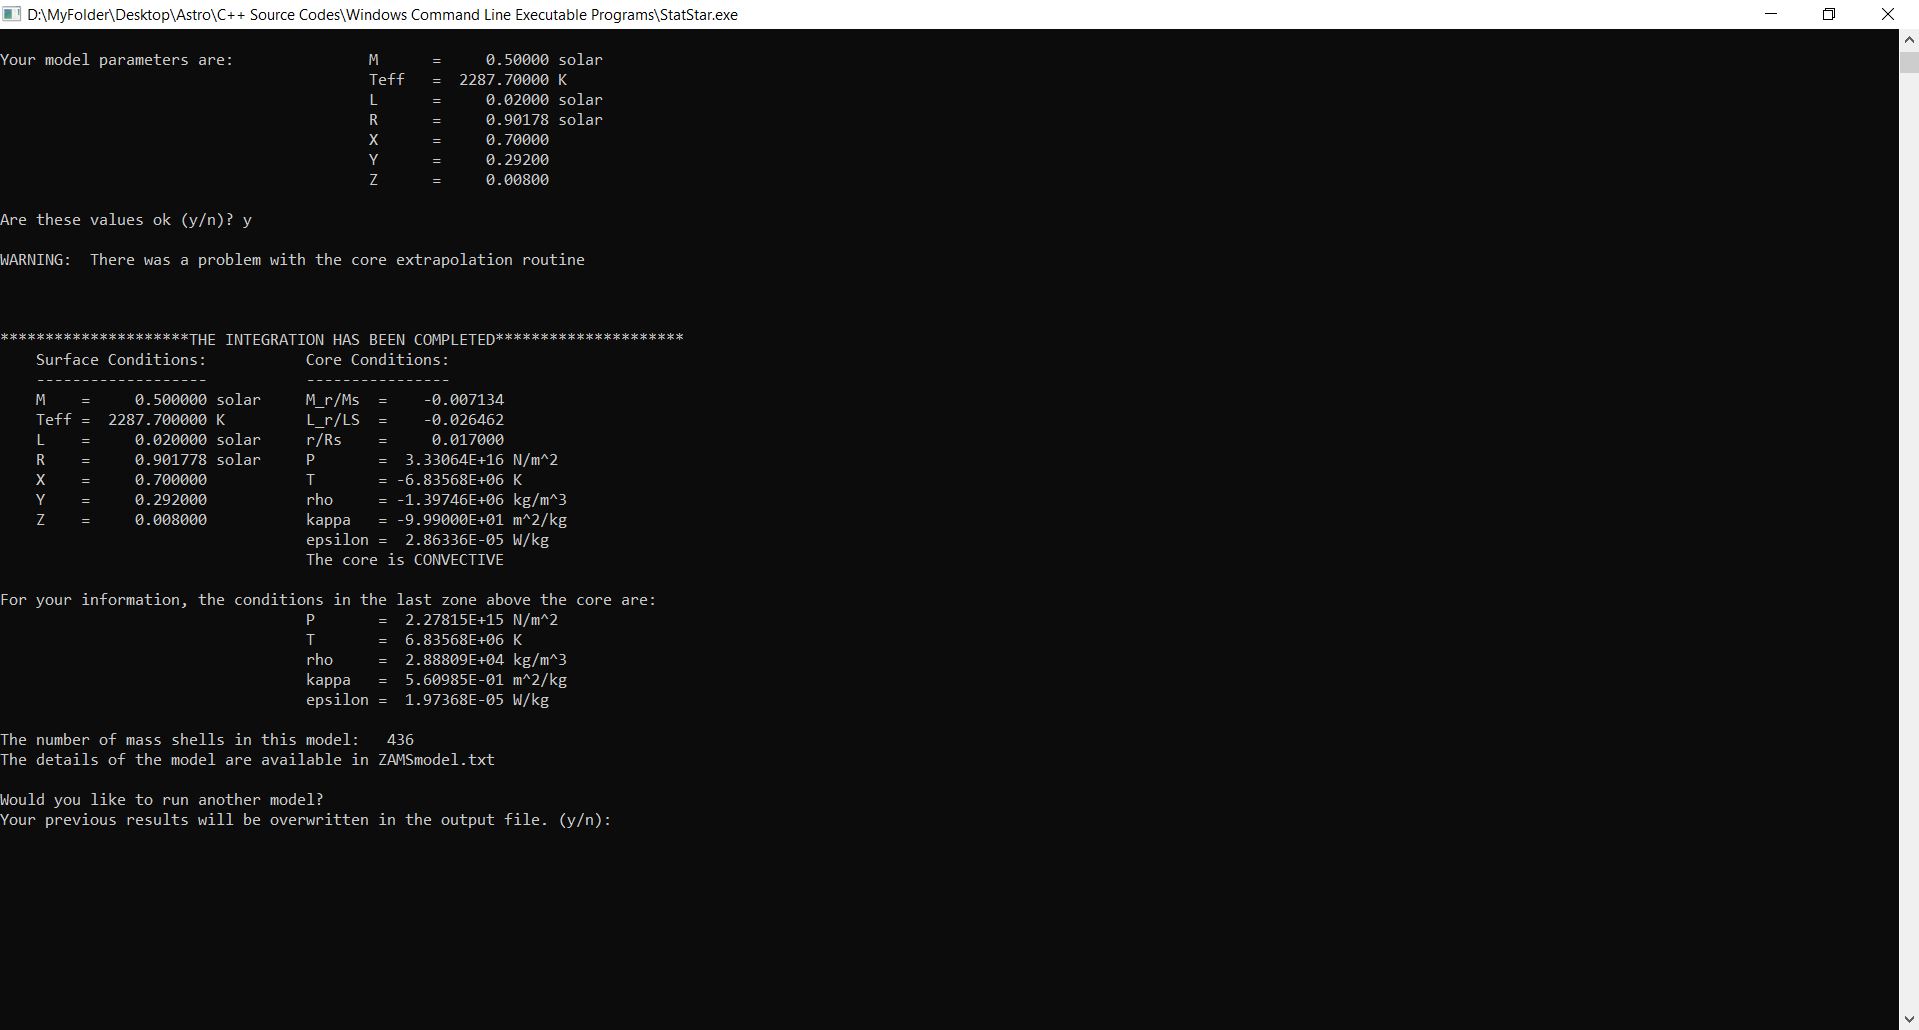 D:\MyFolder\Desktop\Astro\C++ Source Codes\Windows Command Line Executable Programs\StatStar.exe
Your model parameters are:               M      =     0.50000 solar
                                         Teff   =  2287.70000 K
                                         L      =     0.02000 solar
                                         R      =     0.90178 solar
                                         X      =     0.70000
                                         Y      =     0.29200
                                         Z      =     0.00800
Are these values ok (y/n)? y
WARNING:  There was a problem with the core extrapolation routine
*********************THE INTEGRATION HAS BEEN COMPLETED*********************
    Surface Conditions:           Core Conditions:
    -------------------           ----------------
    M    =     0.500000 solar     M_r/Ms  =    -0.007134
    Teff =  2287.700000 K         L_r/LS  =    -0.026462
    L    =     0.020000 solar     r/Rs    =     0.017000
    R    =     0.901778 solar     P       =  3.33064E+16 N/m^2
    X    =     0.700000           T       = -6.83568E+06 K
    Y    =     0.292000           rho     = -1.39746E+06 kg/m^3
    Z    =     0.008000           kappa   = -9.99000E+01 m^2/kg
                                  epsilon =  2.86336E-05 W/kg
                                  The core is CONVECTIVE
For your information, the conditions in the last zone above the core are:
                                  P       =  2.27815E+15 N/m^2
                                  T       =  6.83568E+06 K
                                  rho     =  2.88809E+04 kg/m^3
                                  kappa   =  5.60985E-01 m^2/kg
                                  epsilon =  1.97368E-05 W/kg
The number of mass shells in this model:   436
The details of the model are available in ZAMSmodel.txt
Would you like to run another model?
Your previous results will be overwritten in the output file. (y/n):